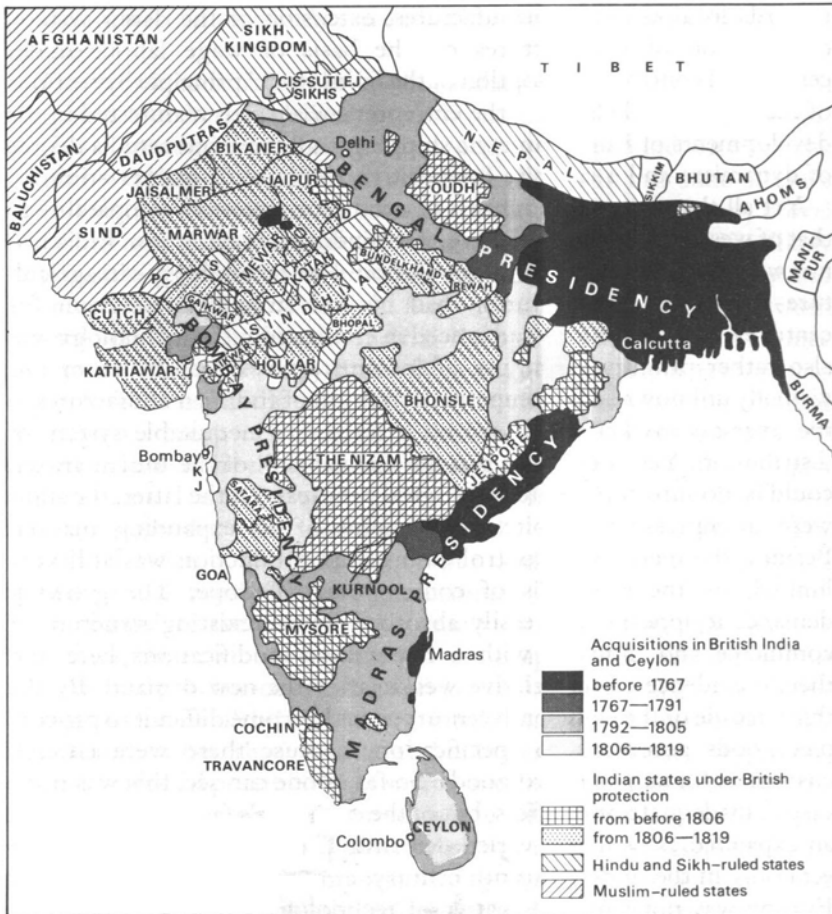 AFGHANISTAN
SIKH
KINGDOM
TIBET
CIS-SUTLEJ
SIKHS
DAUDPUTRAS
BIKANER
Delhi
NEPAL
BALUCHISTAN
JAISALMER
JAIPUR
OUDH
SIKKIM
BHUTAN
AHOMS
SIND
MARWAR
BENGAL PRESIDENCY
MANI-
PUR
MEWAR
KOTAH
BUNDELKHAND
REWAH
PC
S
D
CUTCH
GAIKWAR
SINDHIA
BHOPAL
Calcutta
KATHIAWAR
HOLKAR
BHONSLE
BURMA
BOMBAY PRESIDENCY
Bombay
THE NIZAM
JEYPORE
J
SATARA
GOA
KURNOOL
MYSORE
Madras
MADRAS PRESIDENCY
COCHIN
TRAVANCORE
Colombo
CEYLON
Acquisitions in British India
and Ceylon
before 1767
1767–1791
1792–1805
1806–1819
Indian states under British
protection
from before 1806
from 1806–1819
Hindu and Sikh–ruled states
Muslim–ruled states